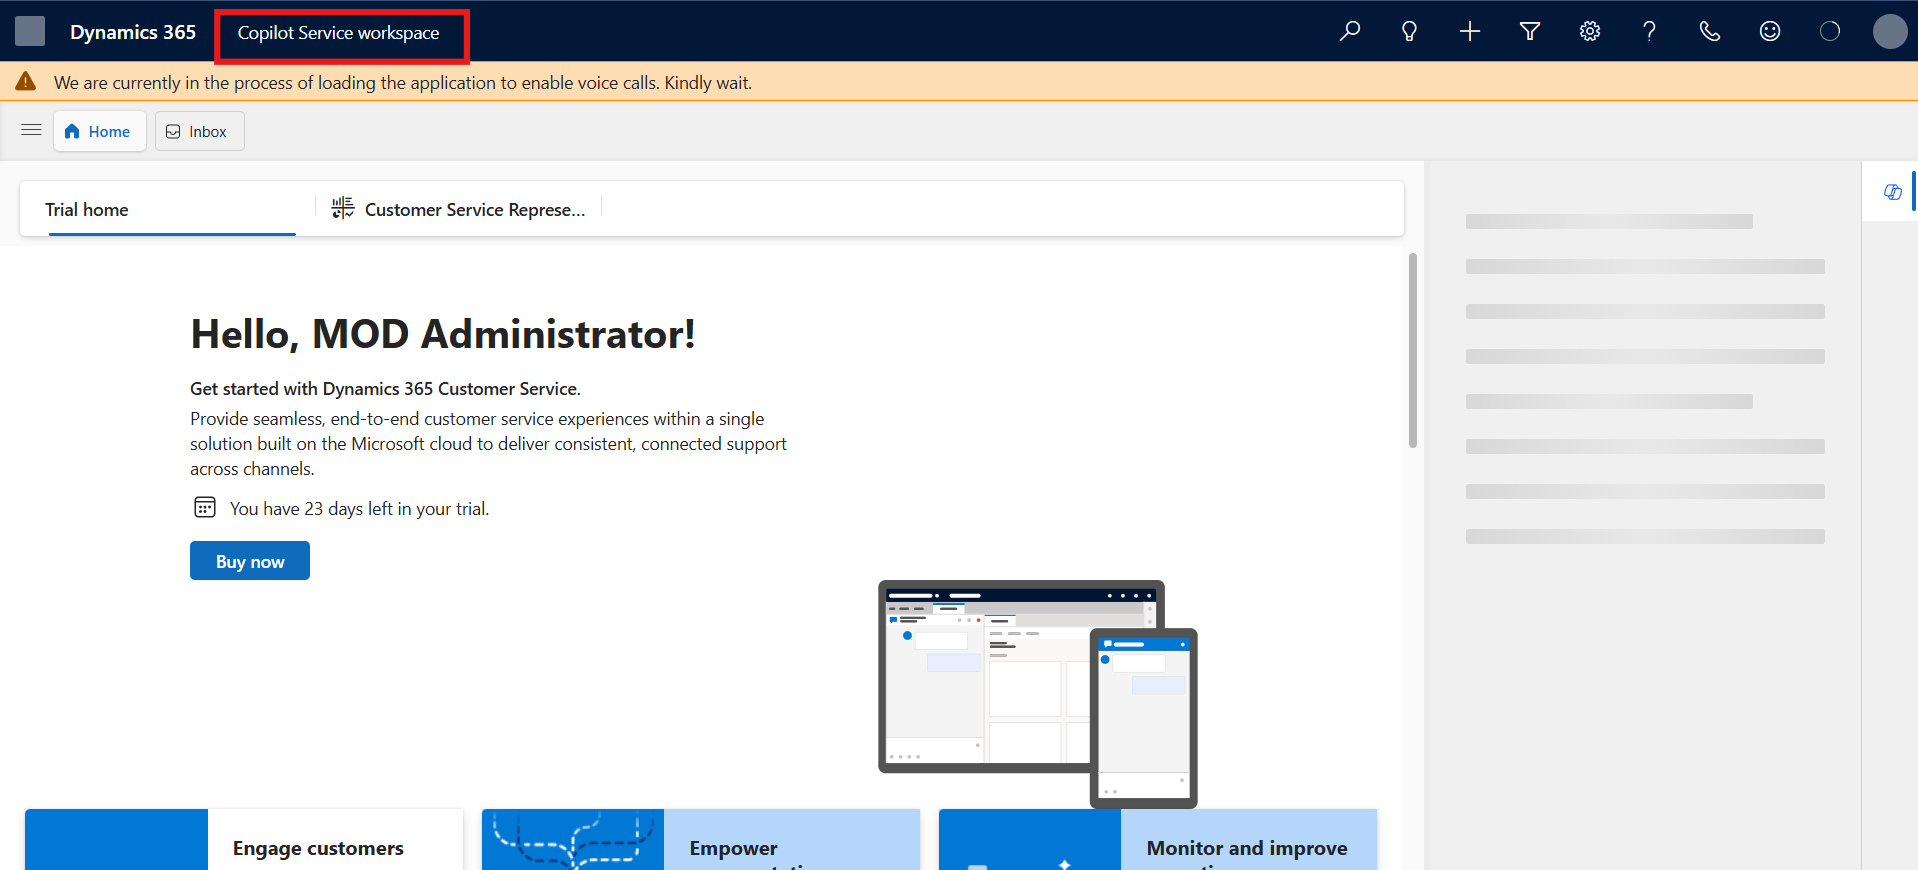 Dynamics 365
Copilot Service workspace
We are currently in the process of loading the application to enable voice calls. Kindly wait.
Home
Inbox
Trial home
Customer Service Represe...
Hello, MOD Administrator!
Get started with Dynamics 365 Customer Service.
Provide seamless, end-to-end customer service experiences within a single
solution built on the Microsoft cloud to deliver consistent, connected support
across channels.
You have 23 days left in your trial.
Buy now
Engage customers
Empower
Monitor and improve